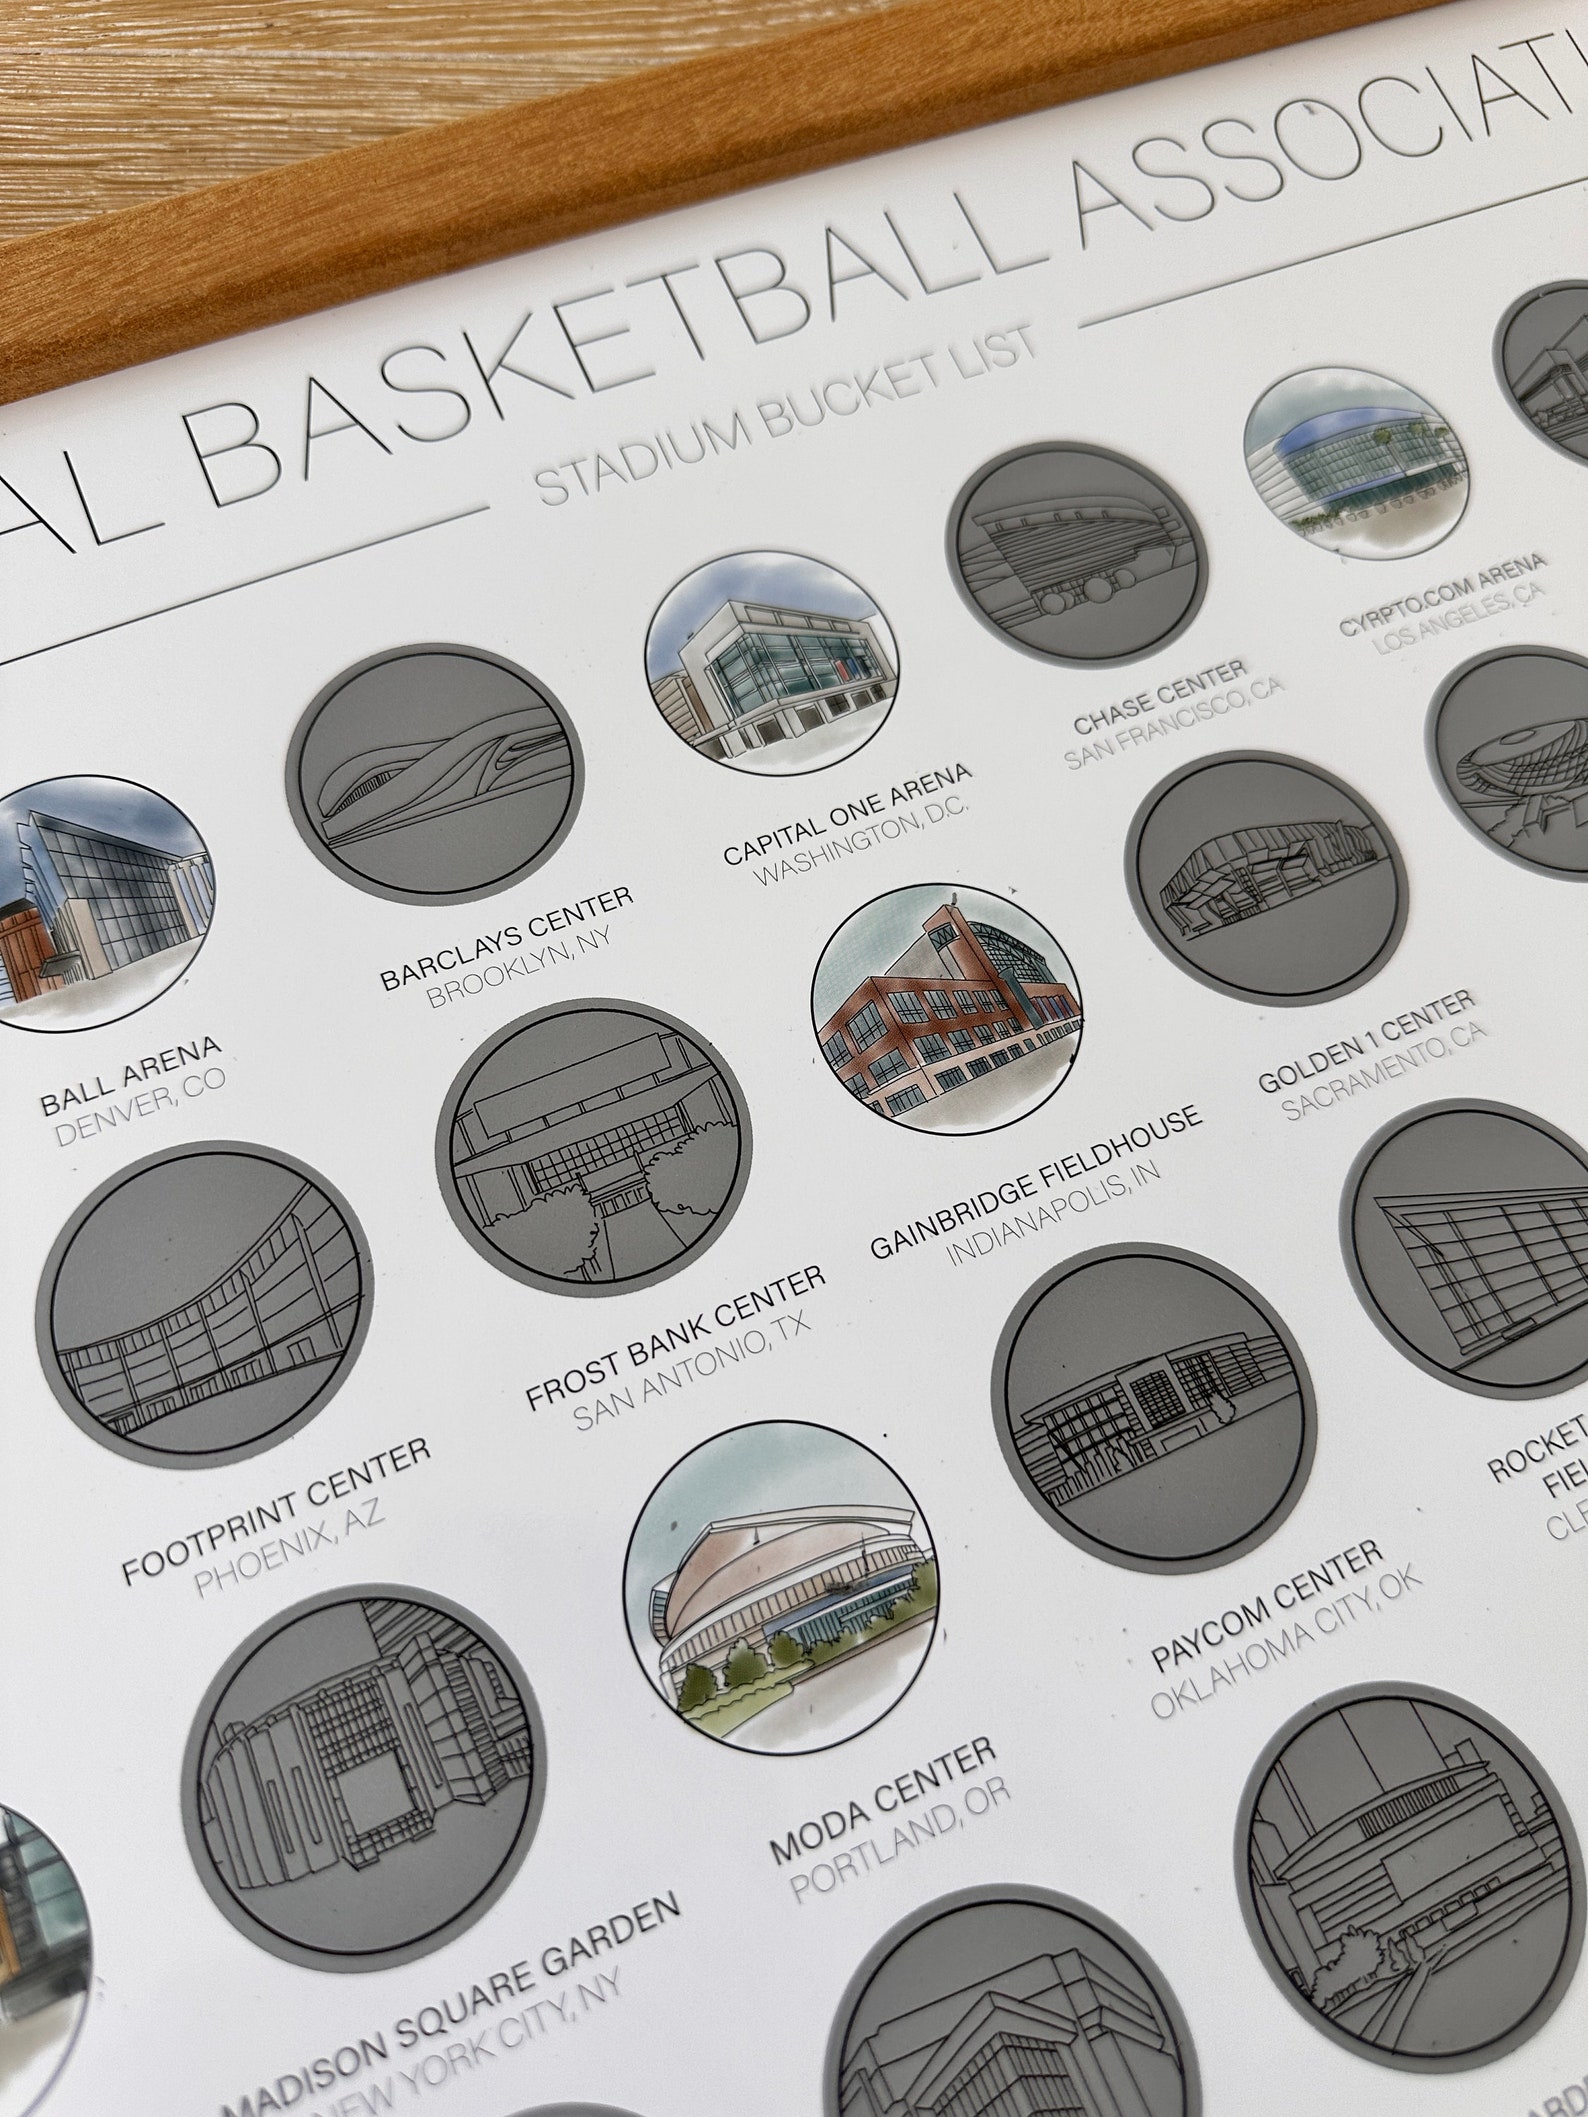 AL BASKETBALL ASSOCIATI
STADIUM BUCKET LIST
CYRPTO.COM ARENA
LOS ANGELES, CA
CHASE CENTER
SAN FRANCISCO, CA
CAPITAL ONE ARENA
WASHINGTON, D.C.
BARCLAYS CENTER
BROOKLYN, NY
BALL ARENA
DENVER, CO
GOLDEN 1 CENTER
SACRAMENTO, CA
GAINBRIDGE FIELDHOUSE
INDIANAPOLIS, IN
FROST BANK CENTER
SAN ANTONIO, TX
FOOTPRINT CENTER
PHOENIX, AZ
ROCKET
FIEL
CLE
PAYCOM CENTER
OKLAHOMA CITY, OK
MODA CENTER
PORTLAND, OR
MADISON SQUARE GARDEN
NEW YORK CITY, NY